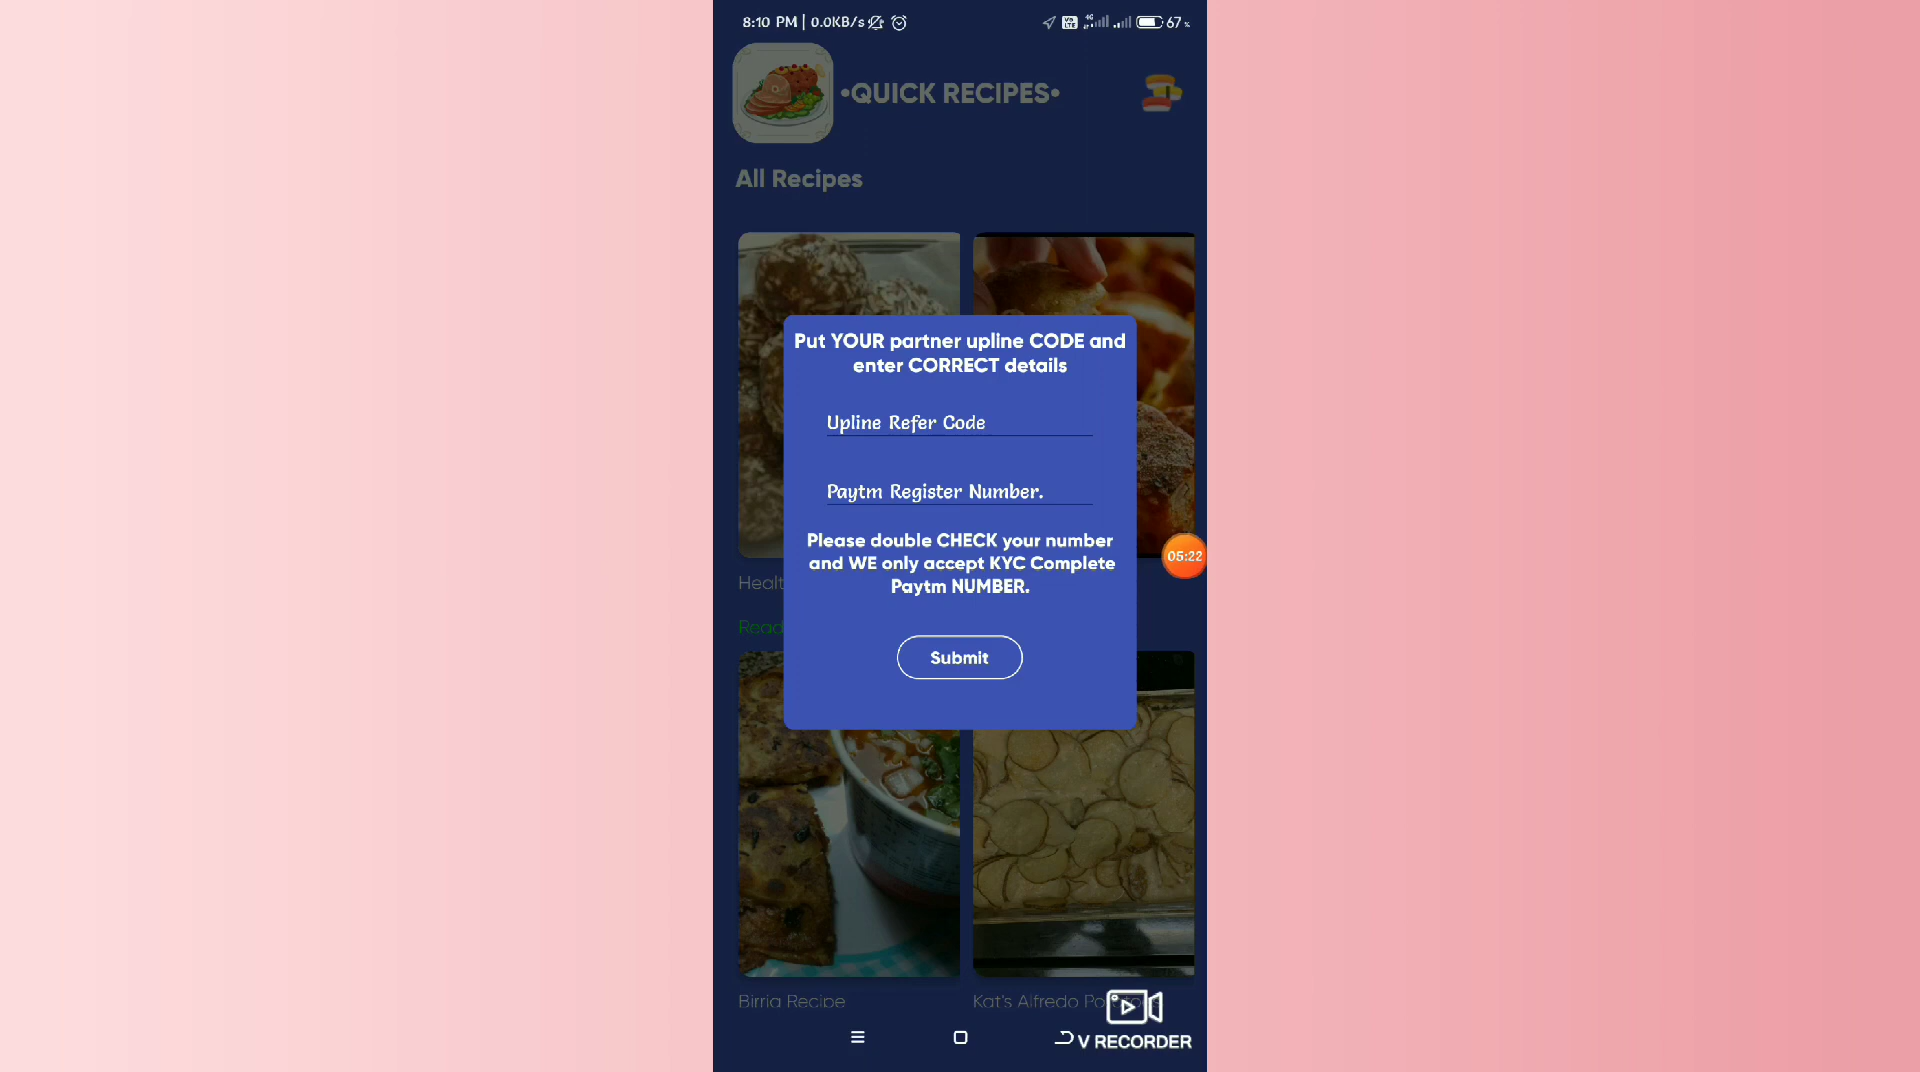 8:10 PM | 0.0KB/s
67%
•QUICK RECIPES•
All Recipes
Put YOUR partner upline CODE and
enter CORRECT details
Upline Refer Code
Paytm Register Number.
Please double CHECK your number
and WE only accept KYC Complete
Paytm NUMBER.
05:22
Healt
Read
Submit
Birria Recipe
Kat's Alfredo
V RECORDER